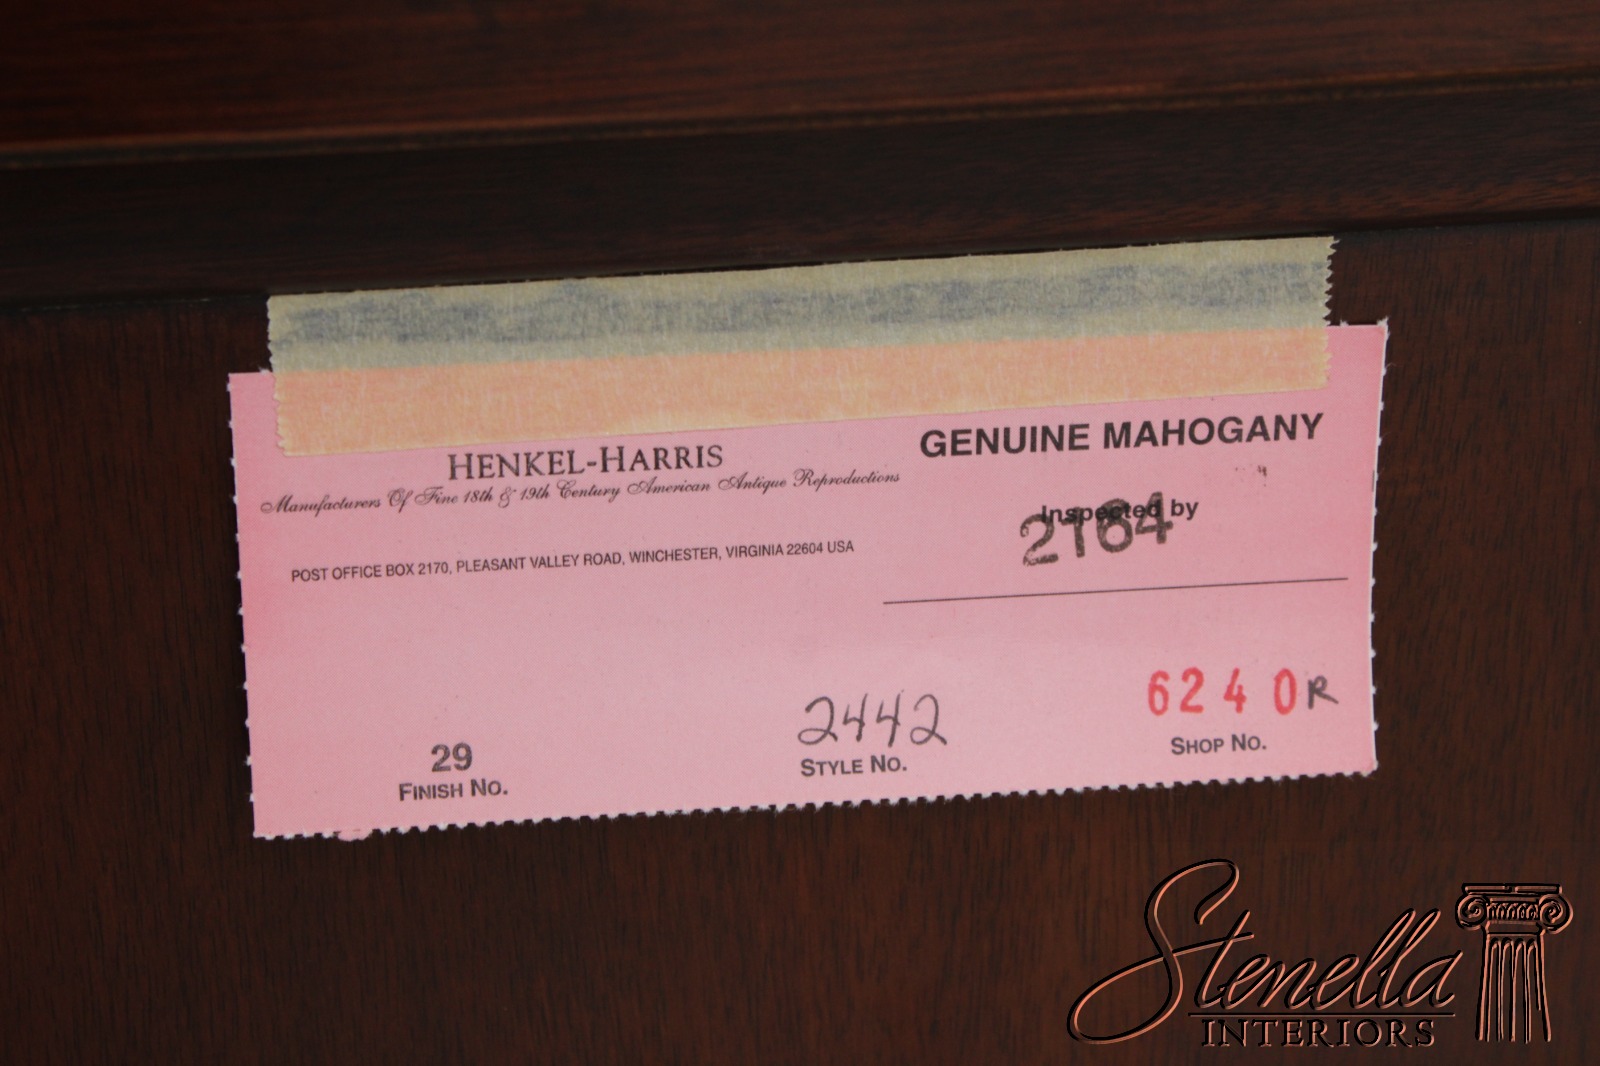 HENKEL-HARRIS
Manufacturers Of Fine 18th & 19th Century American Antique Reproductions
POST OFFICE BOX 2170, PLEASANT VALLEY ROAD, WINCHESTER, VIRGINIA 22604 USA
GENUINE MAHOGANY
Inspected by
2164
29
FINISH NO.
2442
STYLE NO.
6240R
SHOP NO.
Stenella
INTERIORS